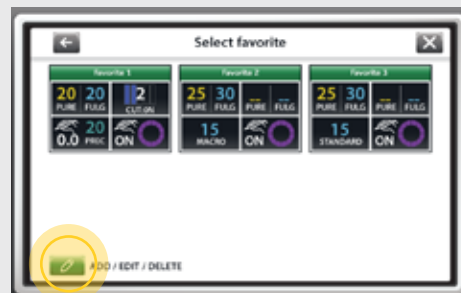 Select favorite
favorite 1 favorite 2 favorite 3
20 20 2 25 30 -- -- 25 30 -- --
PURE FULG CUT: ON PURE FULG PURE FULG PURE FULG PURE FULG
0.0 20 ON 15 ON 15 ON
PREC MACRO STANDARD
ADD / EDIT / DELETE